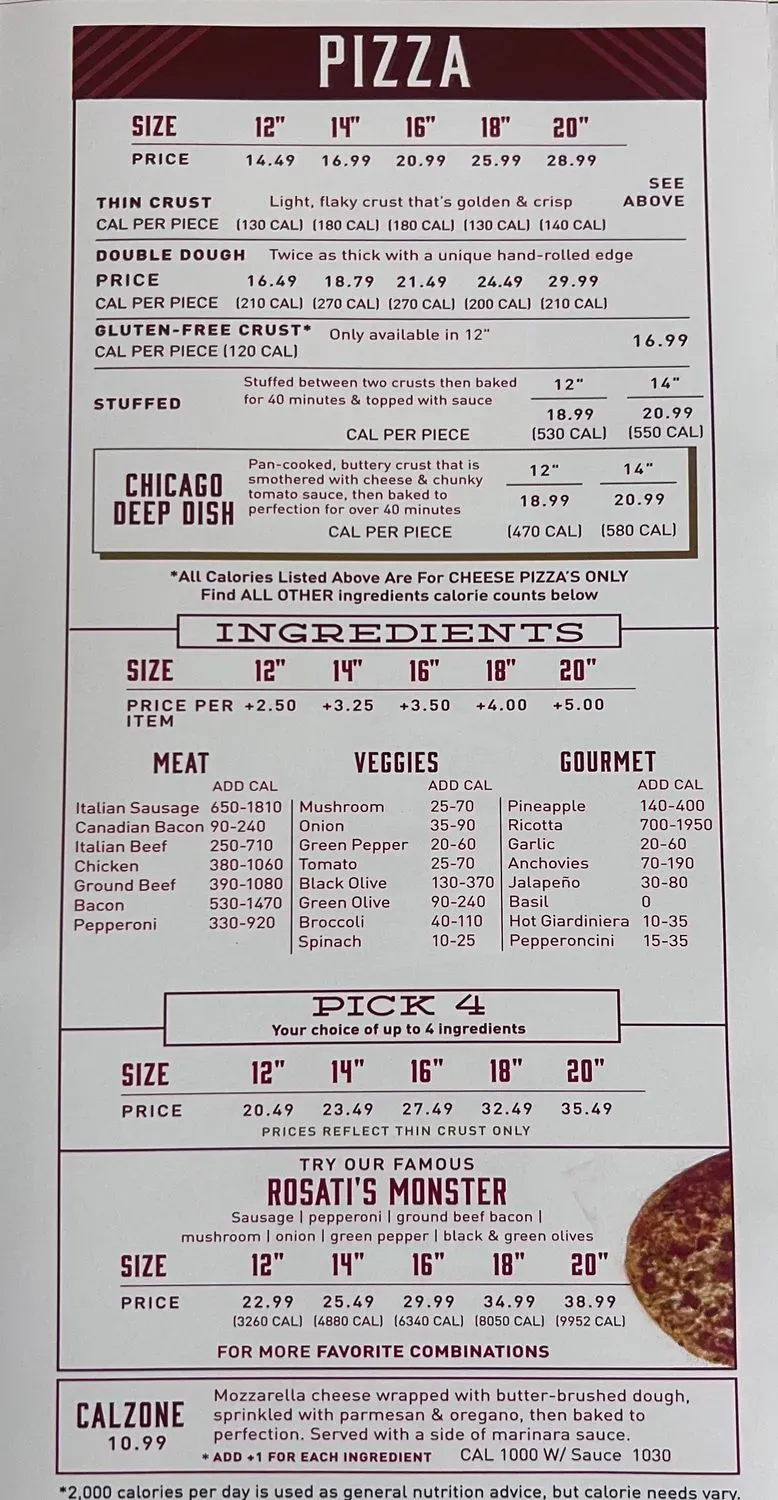 PIZZA
SIZE 12" 14" 16" 18" 20"
PRICE 14.49 16.99 20.99 25.99 28.99
SEE
THIN CRUST Light, flaky crust that's golden & crisp ABOVE
CAL PER PIECE (130 CAL) (180 CAL) (180 CAL) (130 CAL) (140 CAL)
DOUBLE DOUGH Twice as thick with a unique hand-rolled edge
PRICE 16.49 18.79 21.49 24.49 29.99
CAL PER PIECE (210 CAL) (270 CAL) (270 CAL) (200 CAL) (210 CAL)
GLUTEN-FREE CRUST* Only available in 12" 16.99
CAL PER PIECE (120 CAL)
STUFFED
Stuffed between two crusts then baked
for 40 minutes & topped with sauce
12" 14"
18.99 20.99
CAL PER PIECE (530 CAL) (550 CAL)
CHICAGO
DEEP DISH
Pan-cooked, buttery crust that is
smothered with cheese & chunky
tomato sauce, then baked to
perfection for over 40 minutes
12" 14"
18.99 20.99
CAL PER PIECE (470 CAL) (580 CAL)
*All Calories Listed Above Are For CHEESE PIZZA'S ONLY
Find ALL OTHER ingredients calorie counts below
INGREDIENTS
SIZE 12" 14" 16" 18" 20"
PRICE PER +2.50 +3.25 +3.50 +4.00 +5.00
ITEM
MEAT
ADD CAL
Italian Sausage 650-1810
Canadian Bacon 90-240
Italian Beef 250-710
Chicken 380-1060
Ground Beef 390-1080
Bacon 530-1470
Pepperoni 330-920
VEGGIES
ADD CAL
Mushroom 25-70
Onion 35-90
Green Pepper 20-60
Tomato 25-70
Black Olive 130-370
Green Olive 90-240
Broccoli 40-110
Spinach 10-25
GOURMET
ADD CAL
Pineapple 140-400
Ricotta 700-1950
Garlic 20-60
Anchovies 70-190
Jalapeño 30-80
Basil 0
Hot Giardiniera 10-35
Pepperoncini 15-35
PICK 4
Your choice of up to 4 ingredients
SIZE 12" 14" 16" 18" 20"
PRICE 20.49 23.49 27.49 32.49 35.49
PRICES REFLECT THIN CRUST ONLY
TRY OUR FAMOUS
ROSATI'S MONSTER
Sausage | pepperoni | ground beef bacon |
mushroom | onion | green pepper | black & green olives
SIZE 12" 14" 16" 18" 20"
PRICE 22.99 25.49 29.99 34.99 38.99
(3260 CAL) (4880 CAL) (6340 CAL) (8050 CAL) (9952 CAL)
FOR MORE FAVORITE COMBINATIONS
CALZONE
10.99
Mozzarella cheese wrapped with butter-brushed dough,
sprinkled with parmesan & oregano, then baked to
perfection. Served with a side of marinara sauce.
* ADD +1 FOR EACH INGREDIENT CAL 1000 W/ Sauce 1030
*2,000 calories per day is used as general nutrition advice, but calorie needs vary.